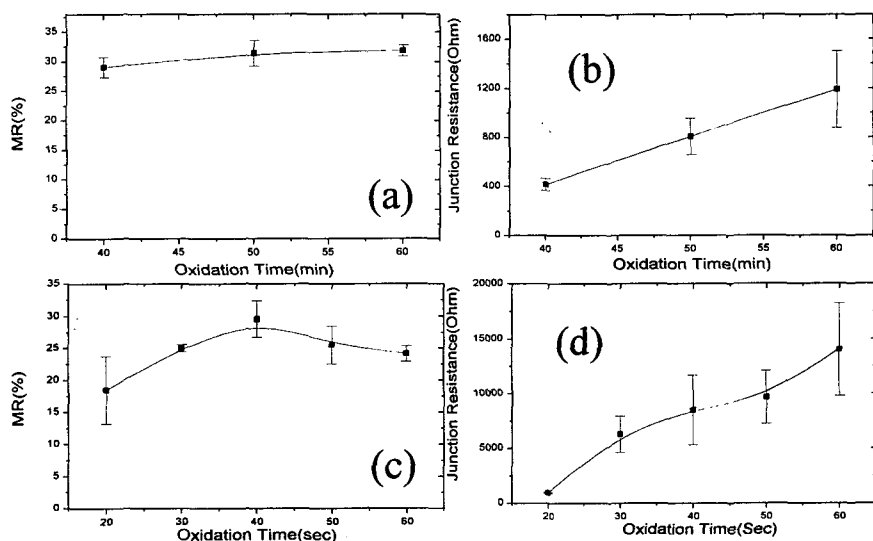 35
30
25
20
15
10
5
0
MR(%)
40 45 50 55 60
Oxidation Time(min)
(a)
1800
1200
800
400
0
Junction Resistance(Ohm)
40 45 50 55 60
Oxidation Time(min)
(b)
35
30
25
20
15
10
5
0
MR(%)
20 30 40 50 60
Oxidation Time(sec)
(c)
20000
15000
10000
5000
0
Junction Resistance(Ohm)
20 30 40 50 60
Oxidation Time(Sec)
(d)